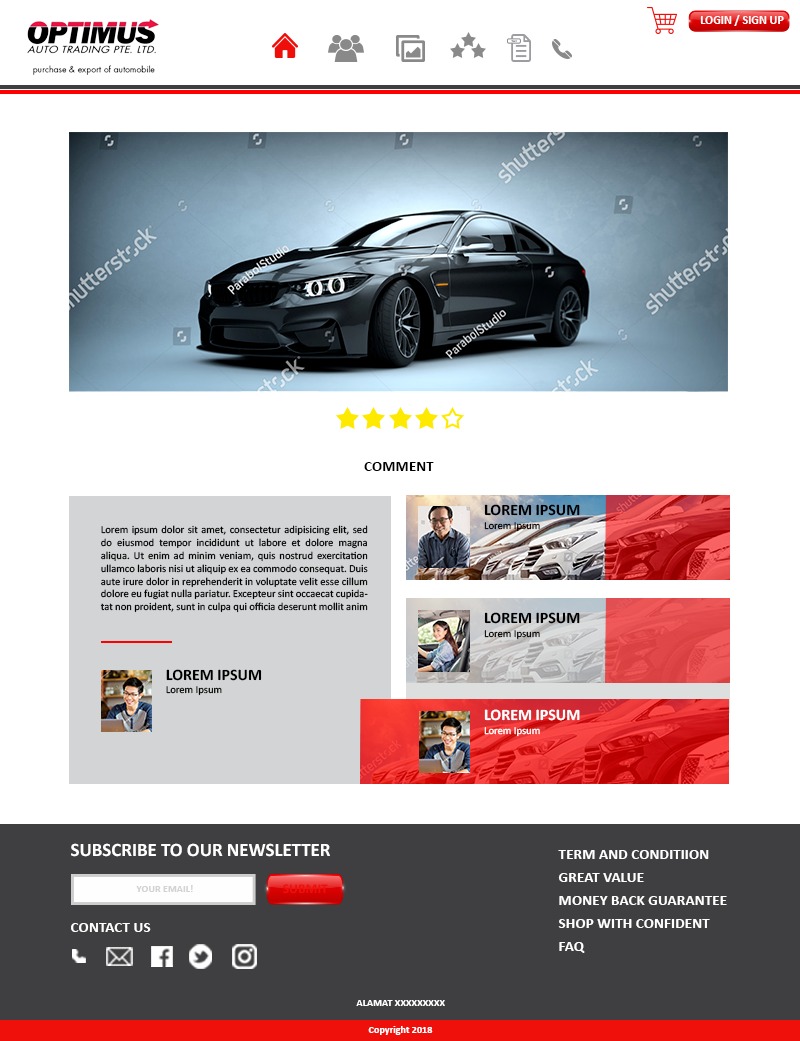 OPTIMUS
AUTO TRADING PTE. LTD.
purchase & export of automobile
LOGIN / SIGN UP
shutterstock
shutterstock
shutterstock
ParabolStudio
ParabolStudio
COMMENT
Lorem ipsum dolor sit amet, consectetur adipisicing elit, sed
do eiusmod tempor incididunt ut labore et dolore magna
aliqua. Ut enim ad minim veniam, quis nostrud exercitation
ullamco laboris nisi ut aliquip ex ea commodo consequat. Duis
aute irure dolor in reprehenderit in voluptate velit esse cillum
dolore eu fugiat nulla pariatur. Excepteur sint occaecat cupida-
tat non proident, sunt in culpa qui officia deserunt mollit anim
LOREM IPSUM
Lorem Ipsum
LOREM IPSUM
Lorem Ipsum
LOREM IPSUM
Lorem Ipsum
LOREM IPSUM
Lorem Ipsum
SUBSCRIBE TO OUR NEWSLETTER
YOUR EMAIL!
SUBMIT
CONTACT US
TERM AND CONDITIION
GREAT VALUE
MONEY BACK GUARANTEE
SHOP WITH CONFIDENT
FAQ
ALAMAT XXXXXXXXX
Copyright 2018